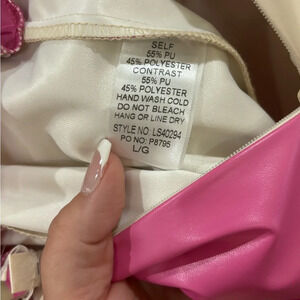 SELF
55% PU
45% POLYESTER
CONTRAST
55% PU
45% POLYESTER
HAND WASH COLD
DO NOT BLEACH
HANG OR LINE DRY
STYLE NO: LS40294
PO NO: P8795
L/G